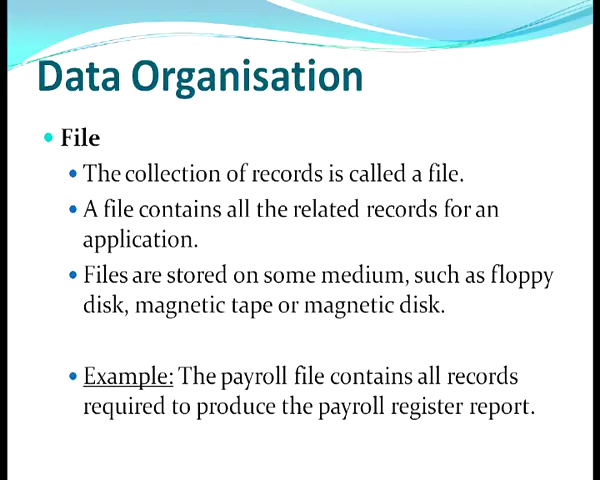 Data Organisation
• File
• The collection of records is called a file.
• A file contains all the related records for an
application.
• Files are stored on some medium, such as floppy
disk, magnetic tape or magnetic disk.
• Example: The payroll file contains all records
required to produce the payroll register report.